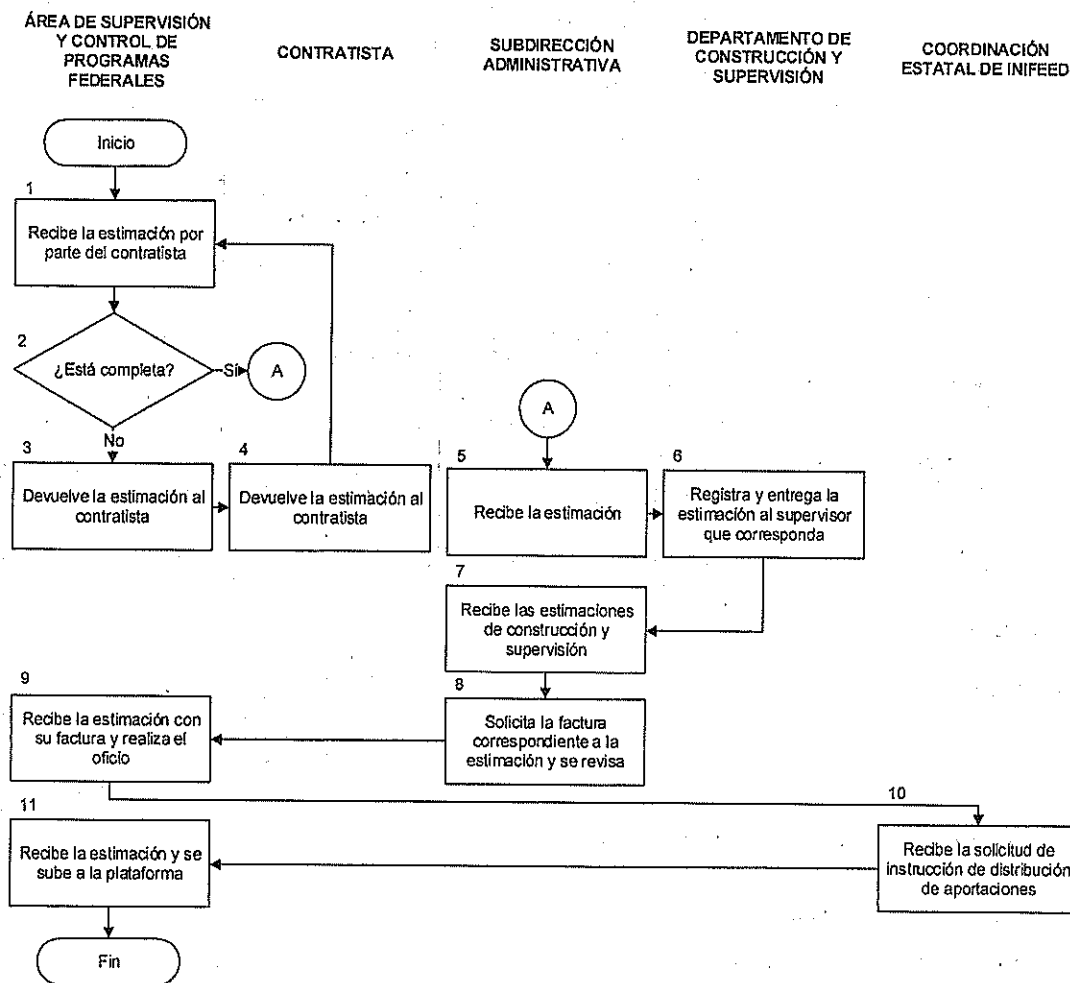 ÁREA DE SUPERVISIÓN
Y CONTROL DE
PROGRAMAS
FEDERALES
CONTRATISTA
SUBDIRECCIÓN
ADMINISTRATIVA
DEPARTAMENTO DE
CONSTRUCCIÓN Y
SUPERVISIÓN
COORDINACIÓN
ESTATAL DE INIFEED
Inicio
1
Recibe la estimación por
parte del contratista
2
¿Está completa?
Sí
A
No
A
3
Devuelve la estimación al
contratista
4
Devuelve la estimación al
contratista
5
Recibe la estimación
6
Registra y entrega la
estimación al supervisor
que corresponda
7
Recibe las estimaciones
de construcción y
supervisión
8
Solicita la factura
correspondiente a la
estimación y se revisa
9
Recibe la estimación con
su factura y realiza el
oficio
10
Recibe la solicitud de
instrucción de distribución
de aportaciones
11
Recibe la estimación y se
sube a la plataforma
Fin